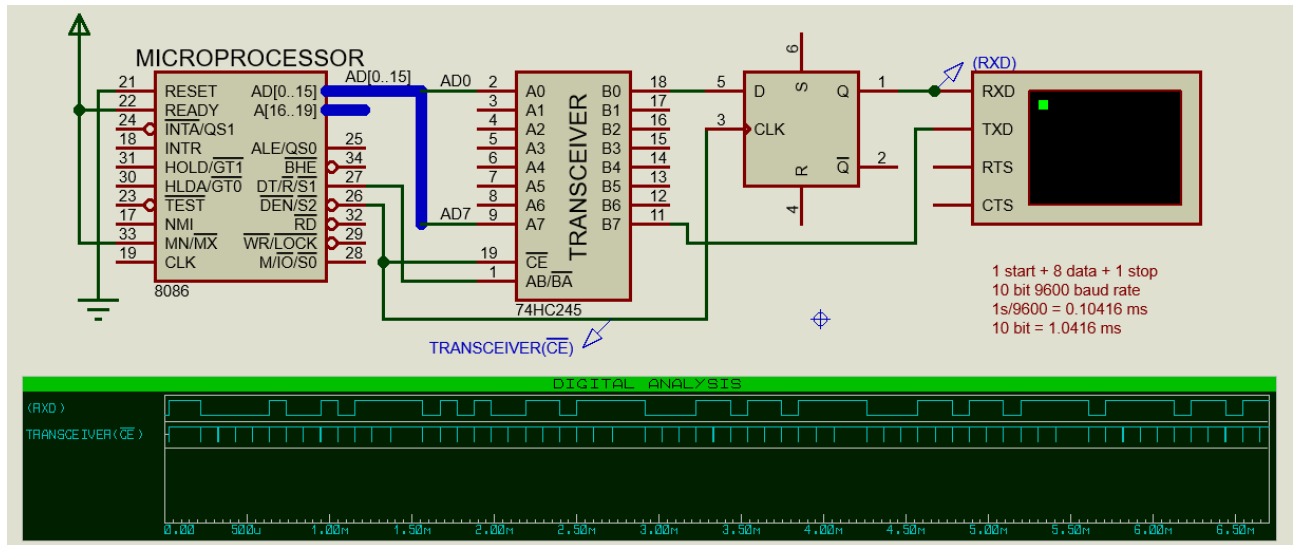 MICROPROCESSOR
21 RESET AD[0..15] AD[0..15] AD0
22 READY A[16..19]
24 INTA/QS1
18 INTR ALE/QS0 25
31 HOLD/GT1 BHE 34
30 HLDA/GT0 DT/R/S1 27
23 TEST DEN/S2 26
17 NMI RD 32
33 MN/MX WR/LOCK 29
19 CLK M/IO/S0 28
8086
AD7
TRANSCEIVER
2 A0 B0 18
3 A1 B1 17
4 A2 B2 16
5 A3 B3 15
6 A4 B4 14
7 A5 B5 13
8 A6 B6 12
9 A7 B7 11
19 CE
1 AB/BA
74HC245
TRANSCEIVER(CE)
6
5 D S Q 1
3 CLK
R Q 2
4
(RXD)
RXD
TXD
RTS
CTS
1 start + 8 data + 1 stop
10 bit 9600 baud rate
1s/9600 = 0.10416 ms
10 bit = 1.0416 ms
DIGITAL ANALYSIS
(RXD)
TRANSCEIVER(CE)
0.00 500u 1.00m 1.50m 2.00m 2.50m 3.00m 3.50m 4.00m 4.50m 5.00m 5.50m 6.00m 6.50m